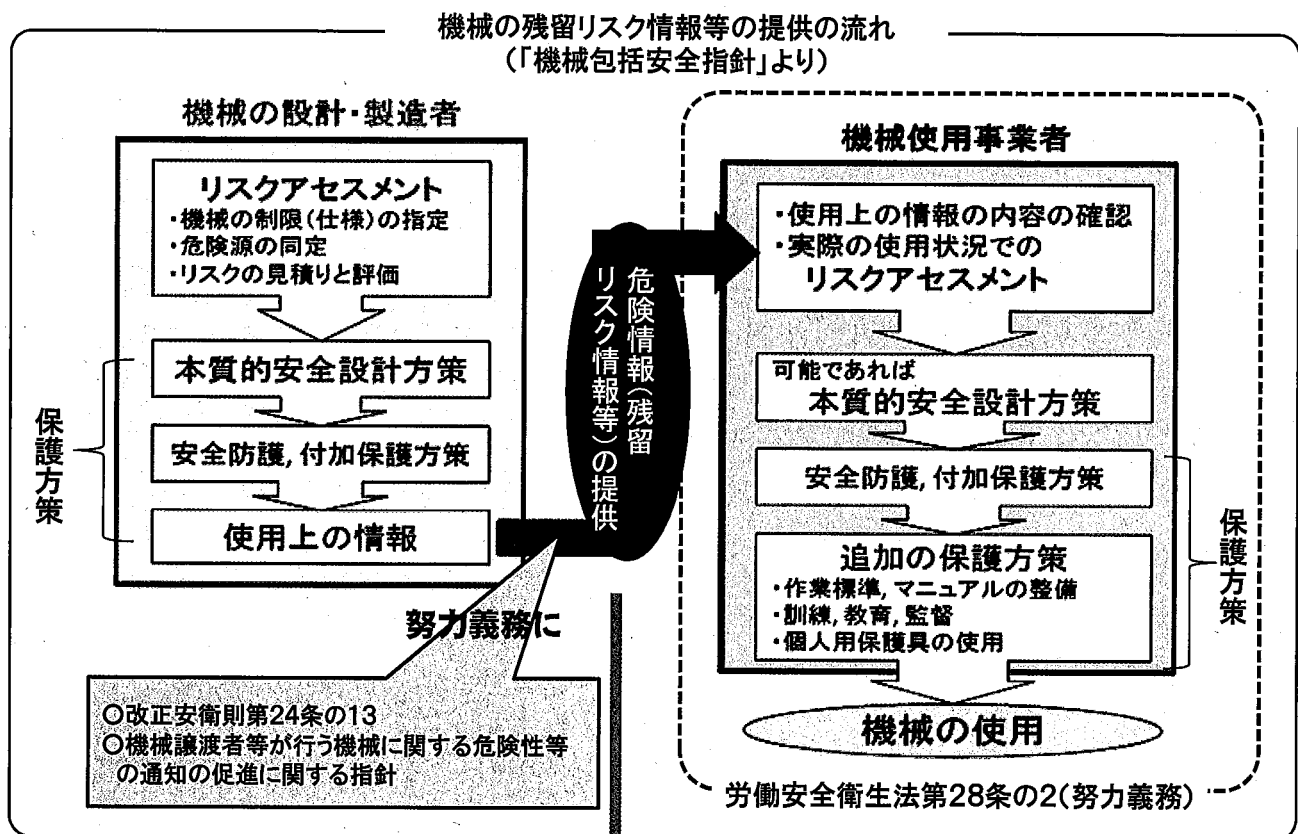 機械の残留リスク情報等の提供の流れ
(「機械包括安全指針」より)
機械の設計・製造者
リスクアセスメント
・機械の制限(仕様)の指定
・危険源の同定
・リスクの見積りと評価
本質的安全設計方策
安全防護,付加保護方策
使用上の情報
保護方策
危険情報(残留
リスク情報等)の提供
努力義務に
○改正安衛則第24条の13
○機械譲渡者等が行う機械に関する危険性等
の通知の促進に関する指針
機械使用事業者
・使用上の情報の内容の確認
・実際の使用状況での
リスクアセスメント
可能であれば
本質的安全設計方策
安全防護,付加保護方策
追加の保護方策
・作業標準,マニュアルの整備
・訓練,教育,監督
・個人用保護具の使用
保護方策
機械の使用
労働安全衛生法第28条の2(努力義務)